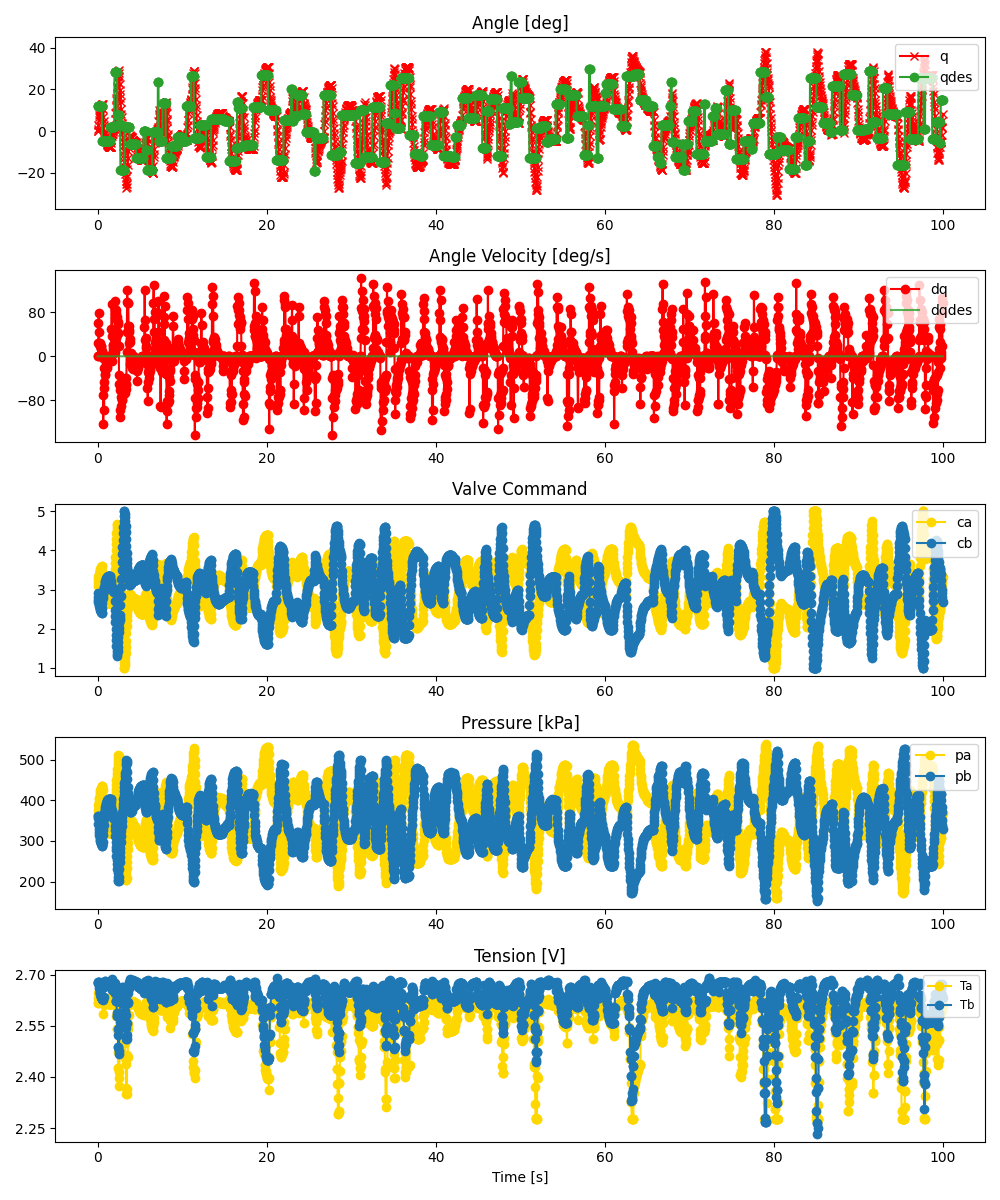 Angle [deg]
40
20
0
−20
q
qdes
0 20 40 60 80 100
Angle Velocity [deg/s]
80
0
−80
dq
dqdes
0 20 40 60 80 100
Valve Command
5
4
3
2
1
ca
cb
0 20 40 60 80 100
Pressure [kPa]
500
400
300
200
pa
pb
0 20 40 60 80 100
Tension [V]
2.70
2.55
2.40
2.25
Ta
Tb
0 20 40 60 80 100
Time [s]